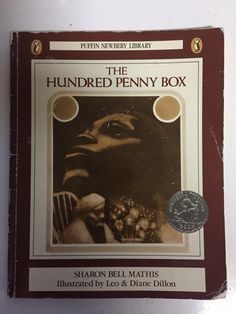 PUFFIN NEWBERY LIBRARY
THE
HUNDRED PENNY BOX
SHARON BELL MATHIS
Illustrated by Leo & Diane Dillon